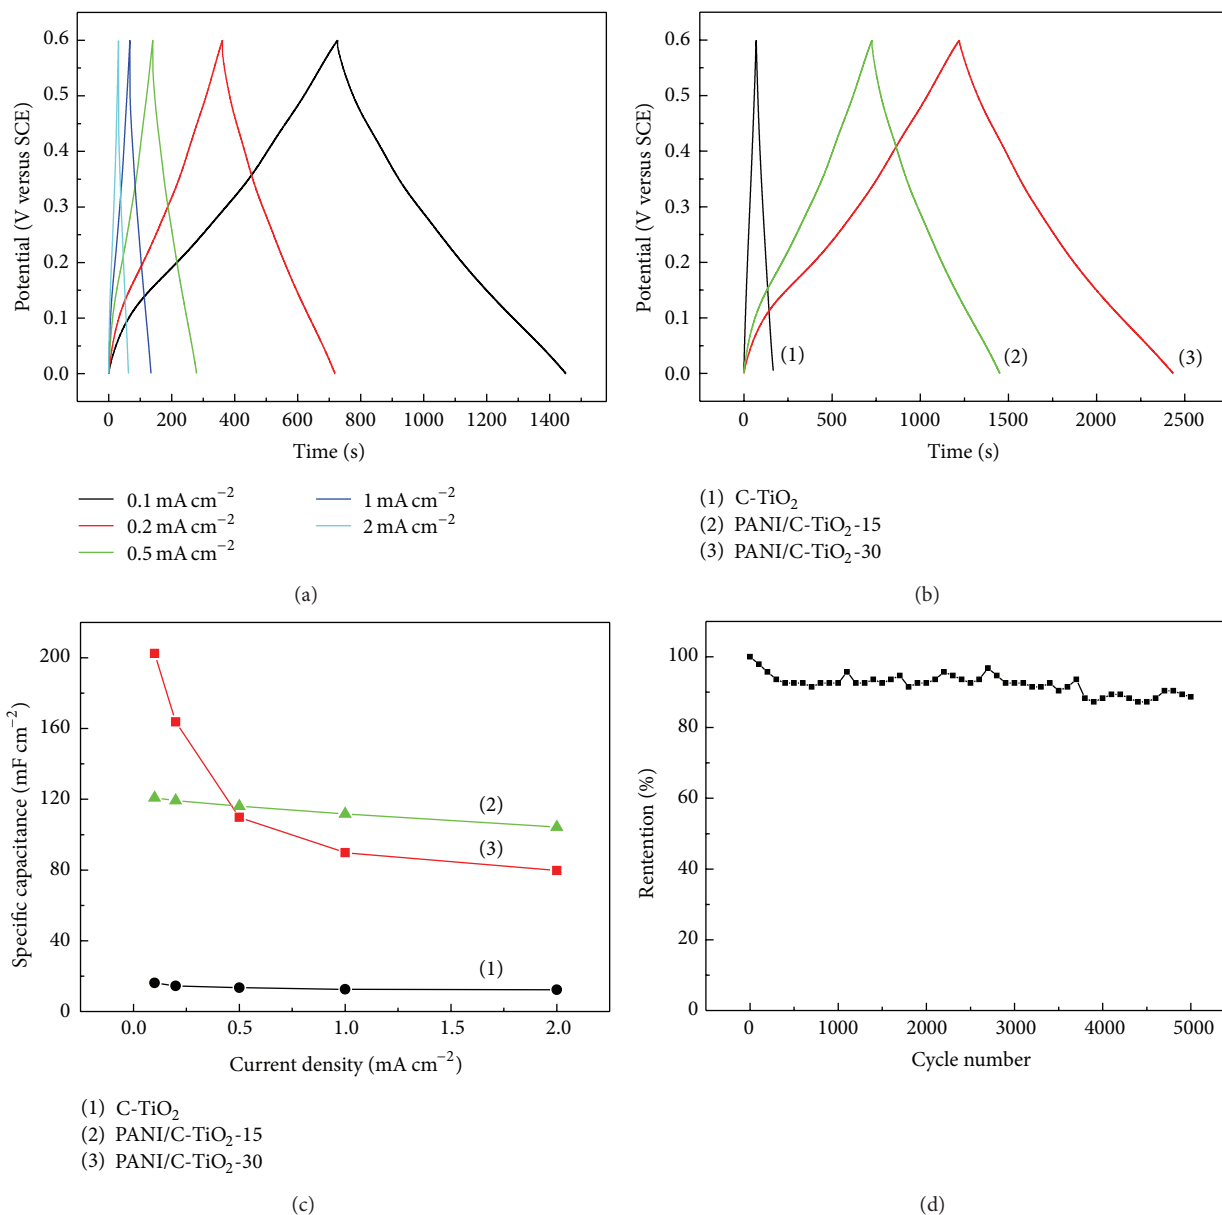 0.6
0.5
0.4
0.3
0.2
0.1
0.0
Potential (V versus SCE)
0 200 400 600 800 1000 1200 1400
Time (s)
0.1 mA cm−2
0.2 mA cm−2
0.5 mA cm−2
1 mA cm−2
2 mA cm−2
(a)
0.6
0.5
0.4
0.3
0.2
0.1
0.0
Potential (V versus SCE)
(1) (2) (3)
0 500 1000 1500 2000 2500
Time (s)
(1) C-TiO2
(2) PANI/C-TiO2-15
(3) PANI/C-TiO2-30
(b)
200
160
120
80
40
0
Specific capacitance (mF cm−2)
(2)
(3)
(1)
0.0 0.5 1.0 1.5 2.0
Current density (mA cm−2)
(1) C-TiO2
(2) PANI/C-TiO2-15
(3) PANI/C-TiO2-30
(c)
100
80
60
40
20
0
Rentention (%)
0 1000 2000 3000 4000 5000
Cycle number
(d)